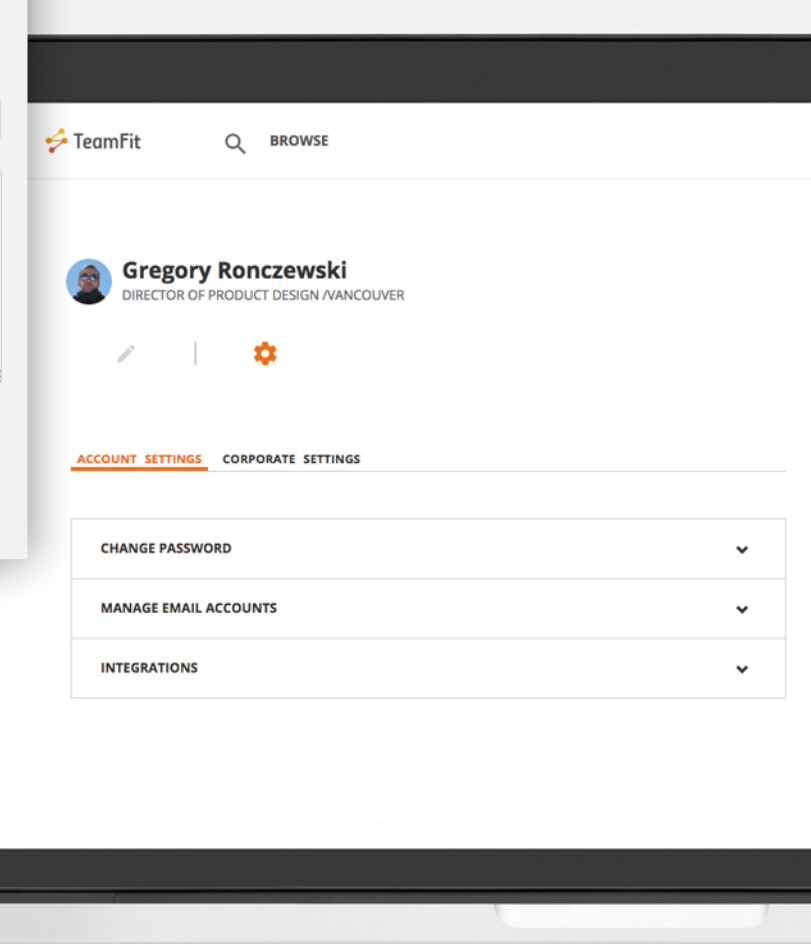 TeamFit
BROWSE
Gregory Ronczewski
DIRECTOR OF PRODUCT DESIGN /VANCOUVER
ACCOUNT SETTINGS CORPORATE SETTINGS
CHANGE PASSWORD
MANAGE EMAIL ACCOUNTS
INTEGRATIONS